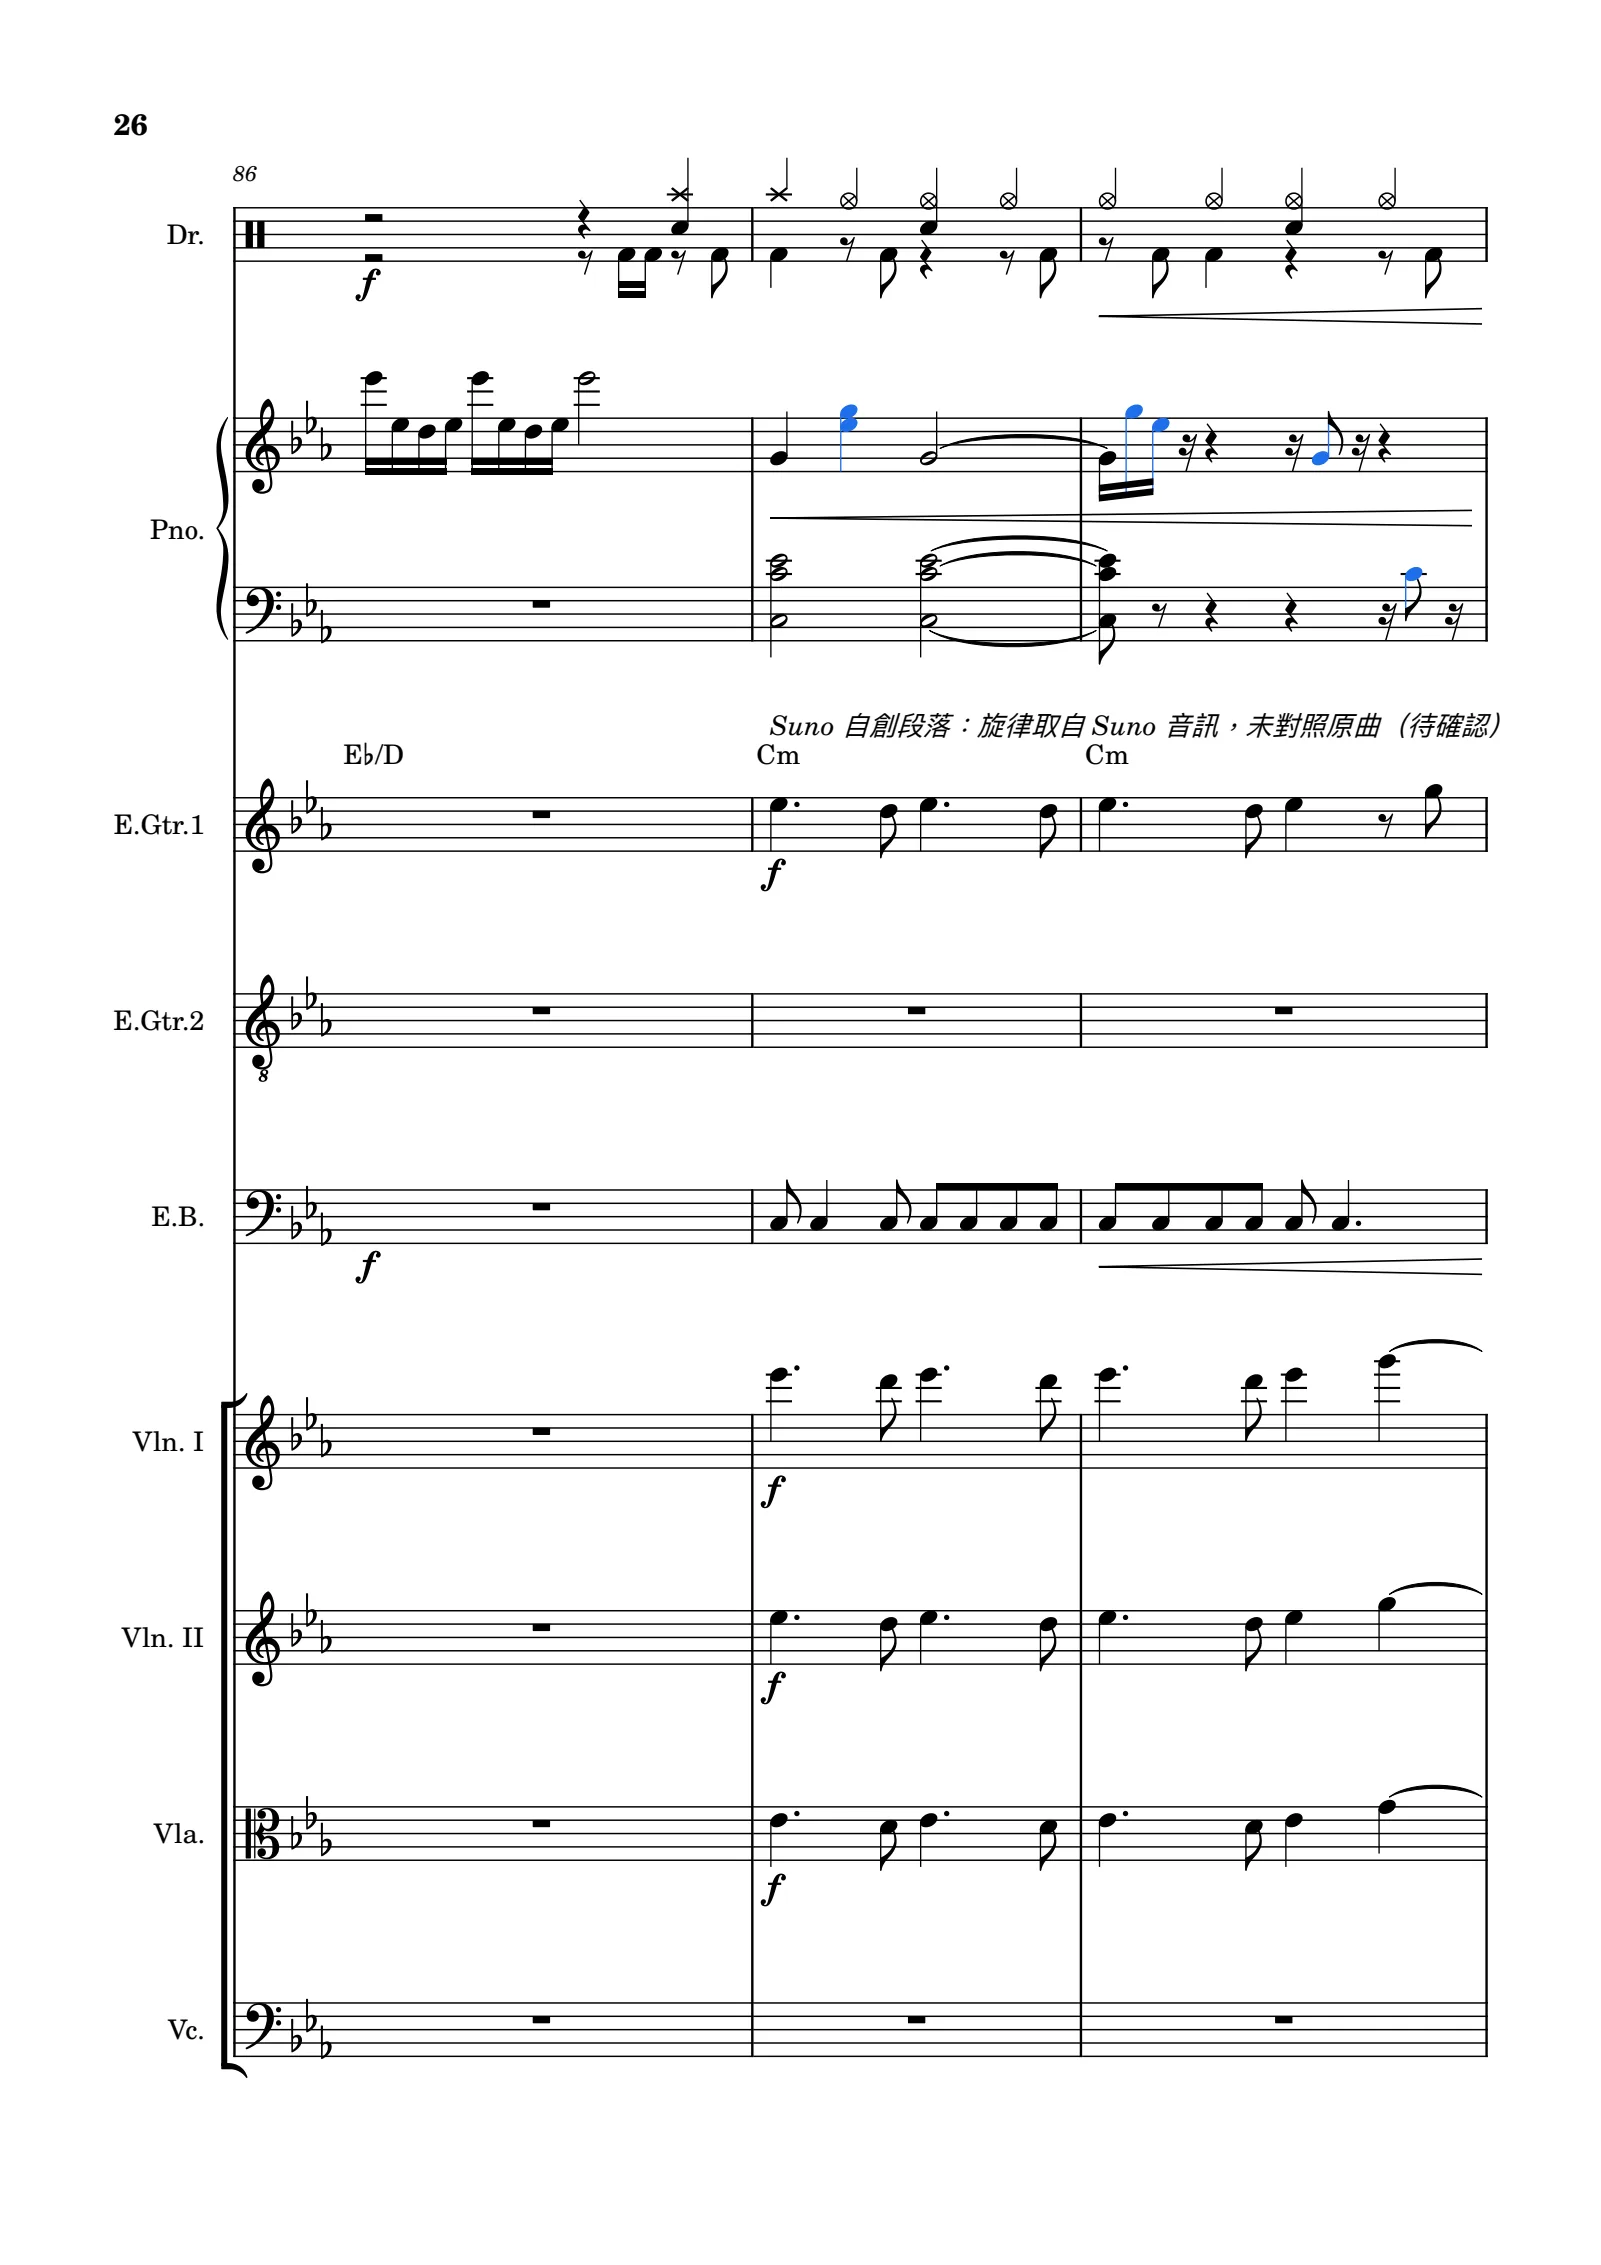 26
86
Dr.
f
Pno.
Suno 自創段落：旋律取自 Suno 音訊，未對照原曲（待確認）
E♭/D Cm Cm
E.Gtr.1
f
E.Gtr.2
8
E.B.
f
Vln. I
f
Vln. II
f
Vla.
f
Vc.